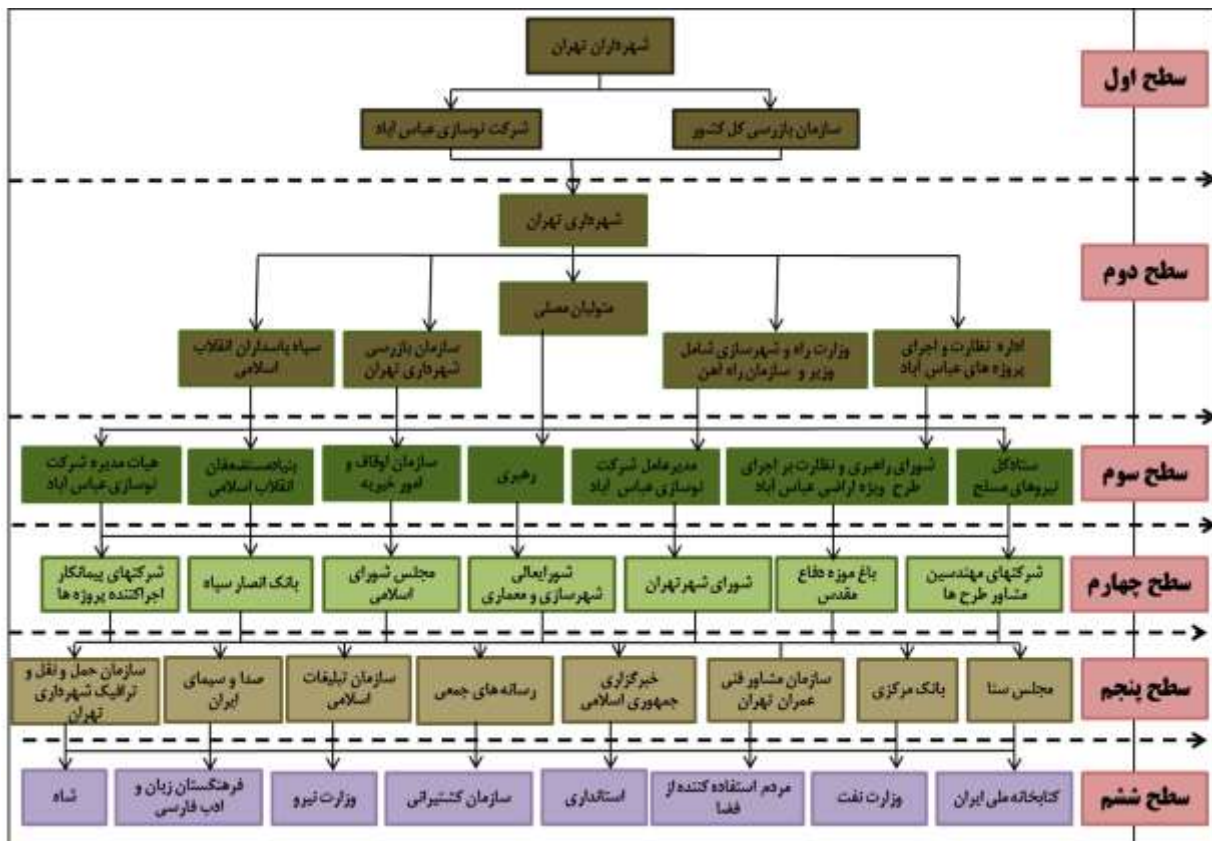 شهرداران تهران
سطح اول
سازمان بازرسی کل کشور
شرکت نوسازی عباس آباد
شهرداری تهران
سطح دوم
متولیان مصلی
اداره نظارت و اجرای
پروژه های عباس آباد
وزارت راه و شهرسازی شامل
وزیر و سازمان راه آهن
سازمان بازرسی
شهرداری تهران
سپاه پاسداران انقلاب
اسلامی
سطح سوم
ستادکل
نیروهای مسلح
شورای راهبری و نظارت بر اجرای
طرح ویژه اراضی عباس آباد
مدیرعامل شرکت
نوسازی عباس آباد
رهبری
سازمان اوقاف و
امور خیریه
بنیادمستضعفان
انقلاب اسلامی
هیات مدیره شرکت
نوسازی عباس آباد
سطح چهارم
شرکتهای مهندسین
مشاور طرح ها
باغ موزه دفاع
مقدس
شورای شهرتهران
شورایعالی
شهرسازی و معماری
مجلس شورای
اسلامی
بانک انصار سپاه
شرکتهای پیمانکار
اجراکننده پروژه ها
سطح پنجم
مجلس سنا
بانک مرکزی
سازمان مشاور فنی
عمران تهران
خبرگزاری
جمهوری اسلامی
رسانه های جمعی
سازمان تبلیغات
اسلامی
صدا و سیمای
ایران
سازمان حمل و نقل و
ترافیک شهرداری
تهران
سطح ششم
کتابخانه ملی ایران
وزارت نفت
مردم استفاده کننده از
فضا
استانداری
سازمان کشتیرانی
وزارت نیرو
فرهنگستان زبان و
ادب فارسی
شاه